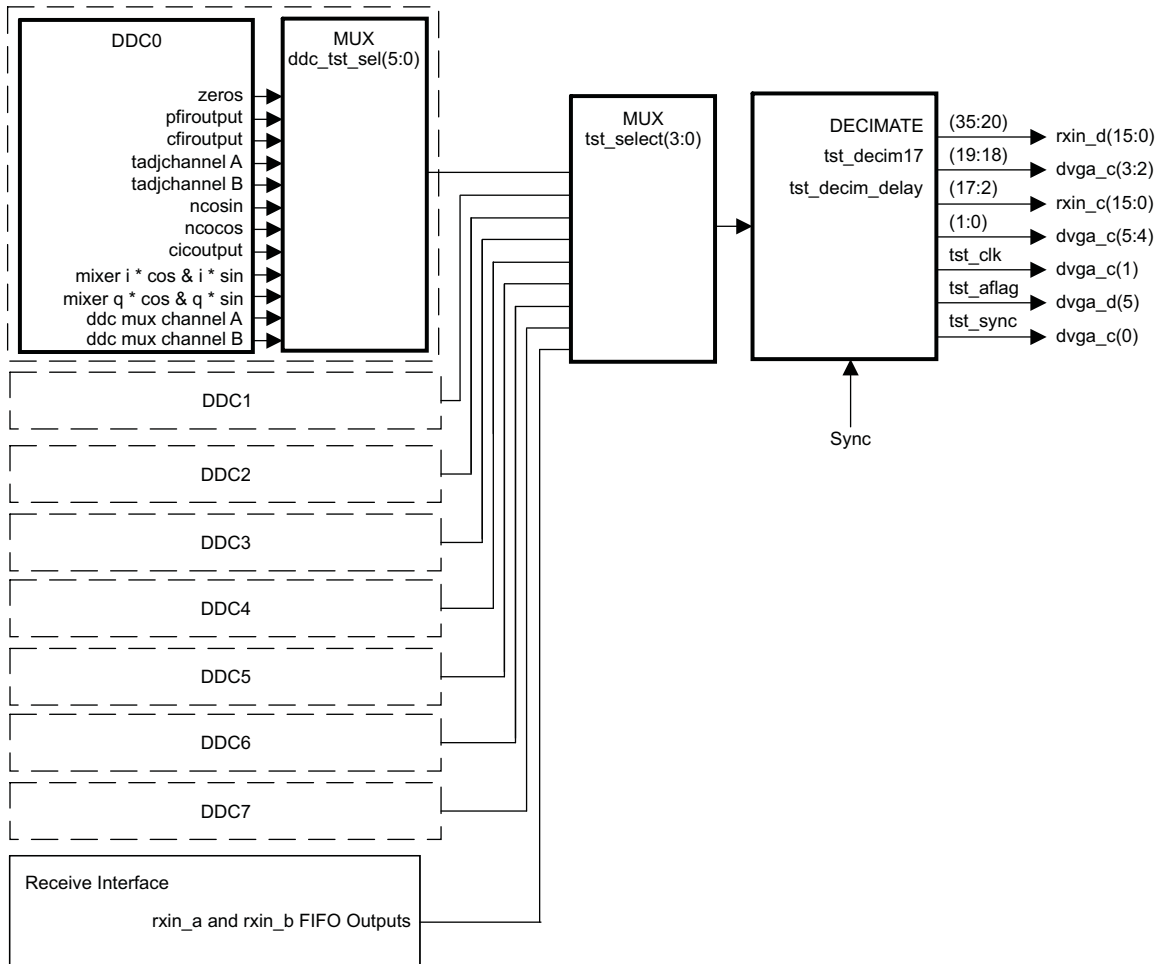 DDC0
zeros
pfiroutput
cfiroutput
tadjchannel A
tadjchannel B
ncosin
ncocos
cicoutput
mixer i * cos & i * sin
mixer q * cos & q * sin
ddc mux channel A
ddc mux channel B
MUX
ddc_tst_sel(5:0)
MUX
tst_select(3:0)
DECIMATE
tst_decim17
tst_decim_delay
(35:20)
rxin_d(15:0)
(19:18)
dvga_c(3:2)
(17:2)
rxin_c(15:0)
(1:0)
dvga_c(5:4)
tst_clk
dvga_c(1)
tst_aflag
dvga_d(5)
tst_sync
dvga_c(0)
Sync
DDC1
DDC2
DDC3
DDC4
DDC5
DDC6
DDC7
Receive Interface
rxin_a and rxin_b FIFO Outputs